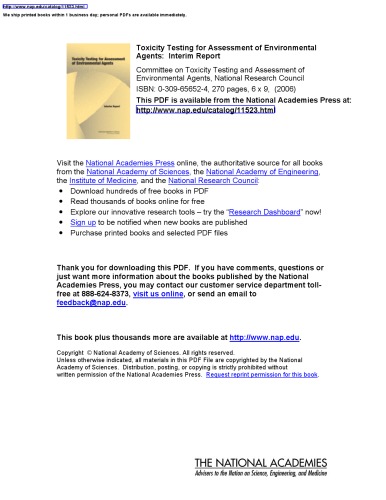 http://www.nap.edu/catalog/11523.html
We ship printed books within 1 business day; personal PDFs are available immediately.
Toxicity Testing for Assessment of Environmental Agents
Interim Report
Toxicity Testing for Assessment of Environmental
Agents:  Interim Report
Committee on Toxicity Testing and Assessment of
Environmental Agents, National Research Council
ISBN: 0-309-65652-4, 270 pages, 6 x 9,  (2006)
This PDF is available from the National Academies Press at:
http://www.nap.edu/catalog/11523.html
Visit the National Academies Press online, the authoritative source for all books
from the National Academy of Sciences, the National Academy of Engineering,
the Institute of Medicine, and the National Research Council:
• Download hundreds of free books in PDF
• Read thousands of books online for free
• Explore our innovative research tools – try the “Research Dashboard” now!
• Sign up to be notified when new books are published
• Purchase printed books and selected PDF files
Thank you for downloading this PDF.  If you have comments, questions or
just want more information about the books published by the National
Academies Press, you may contact our customer service department toll-
free at 888-624-8373, visit us online, or send an email to
feedback@nap.edu.
This book plus thousands more are available at http://www.nap.edu.
Copyright  © National Academy of Sciences. All rights reserved.
Unless otherwise indicated, all materials in this PDF File are copyrighted by the National
Academy of Sciences.  Distribution, posting, or copying is strictly prohibited without
written permission of the National Academies Press.  Request reprint permission for this book.
THE NATIONAL ACADEMIES
Advisers to the Nation on Science, Engineering, and Medicine